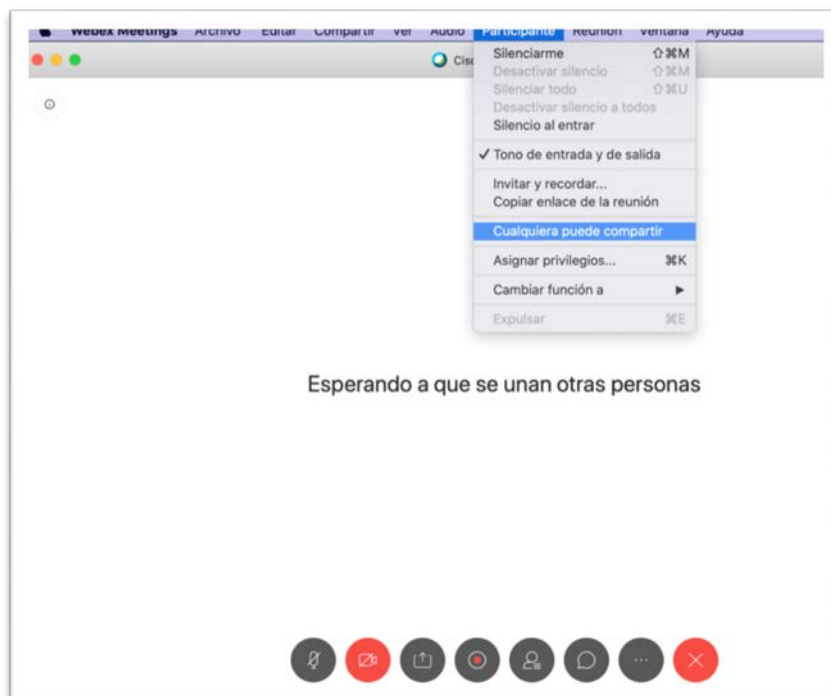 Webex Meetings Archivo Editar Compartir Ver Audio Participante Reunión Ventana Ayuda
Cisc
Silenciarme ⇧⌘M
Desactivar silencio ⇧⌘M
Silenciar todo ⇧⌘U
Desactivar silencio a todos
Silencio al entrar
✓ Tono de entrada y de salida
Invitar y recordar...
Copiar enlace de la reunión
Cualquiera puede compartir
Asignar privilegios... ⌘K
Cambiar función a ▶
Expulsar ⌘E
Esperando a que se unan otras personas